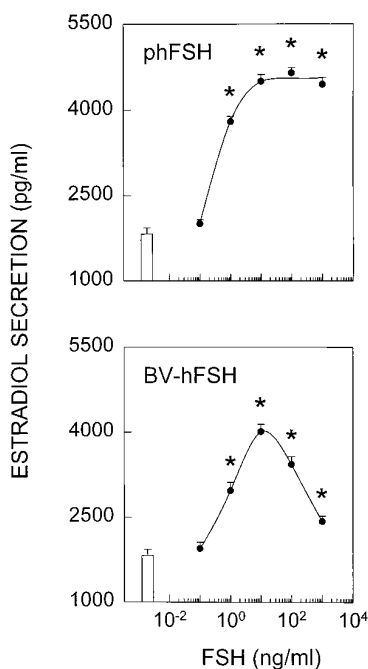 5500
phFSH
* * * * 
4000
2500
1000
ESTRADIOL SECRETION (pg/ml)
5500
BV-hFSH
* * * *
4000
2500
1000
10⁻² 10⁰ 10² 10⁴
FSH (ng/ml)